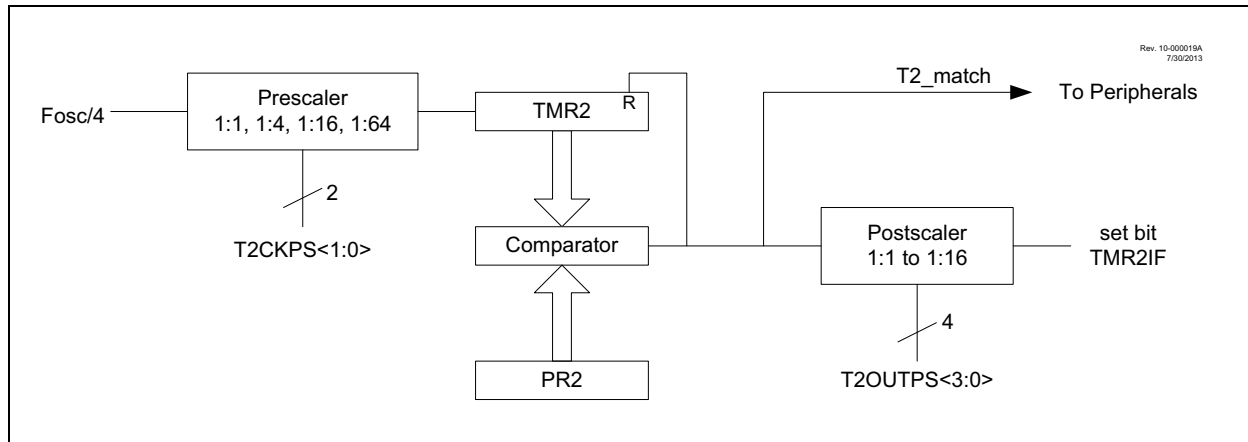 Rev. 10-000019A
7/30/2013
T2_match
To Peripherals
Fosc/4
Prescaler
1:1, 1:4, 1:16, 1:64
TMR2
R
2
T2CKPS<1:0>
Comparator
Postscaler
1:1 to 1:16
set bit
TMR2IF
4
PR2
T2OUTPS<3:0>